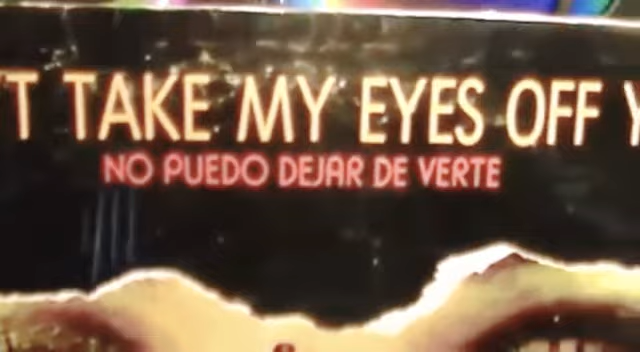 'T TAKE MY EYES OFF Y
NO PUEDO DEJAR DE VERTE